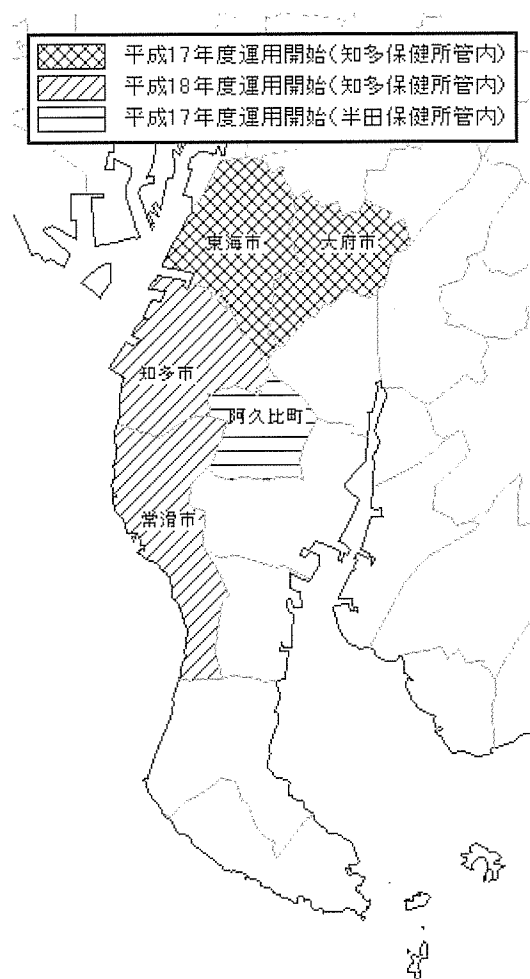 平成17年度運用開始(知多保健所管内)
平成18年度運用開始(知多保健所管内)
平成17年度運用開始(半田保健所管内)
東海市
大府市
知多市
阿久比町
常滑市